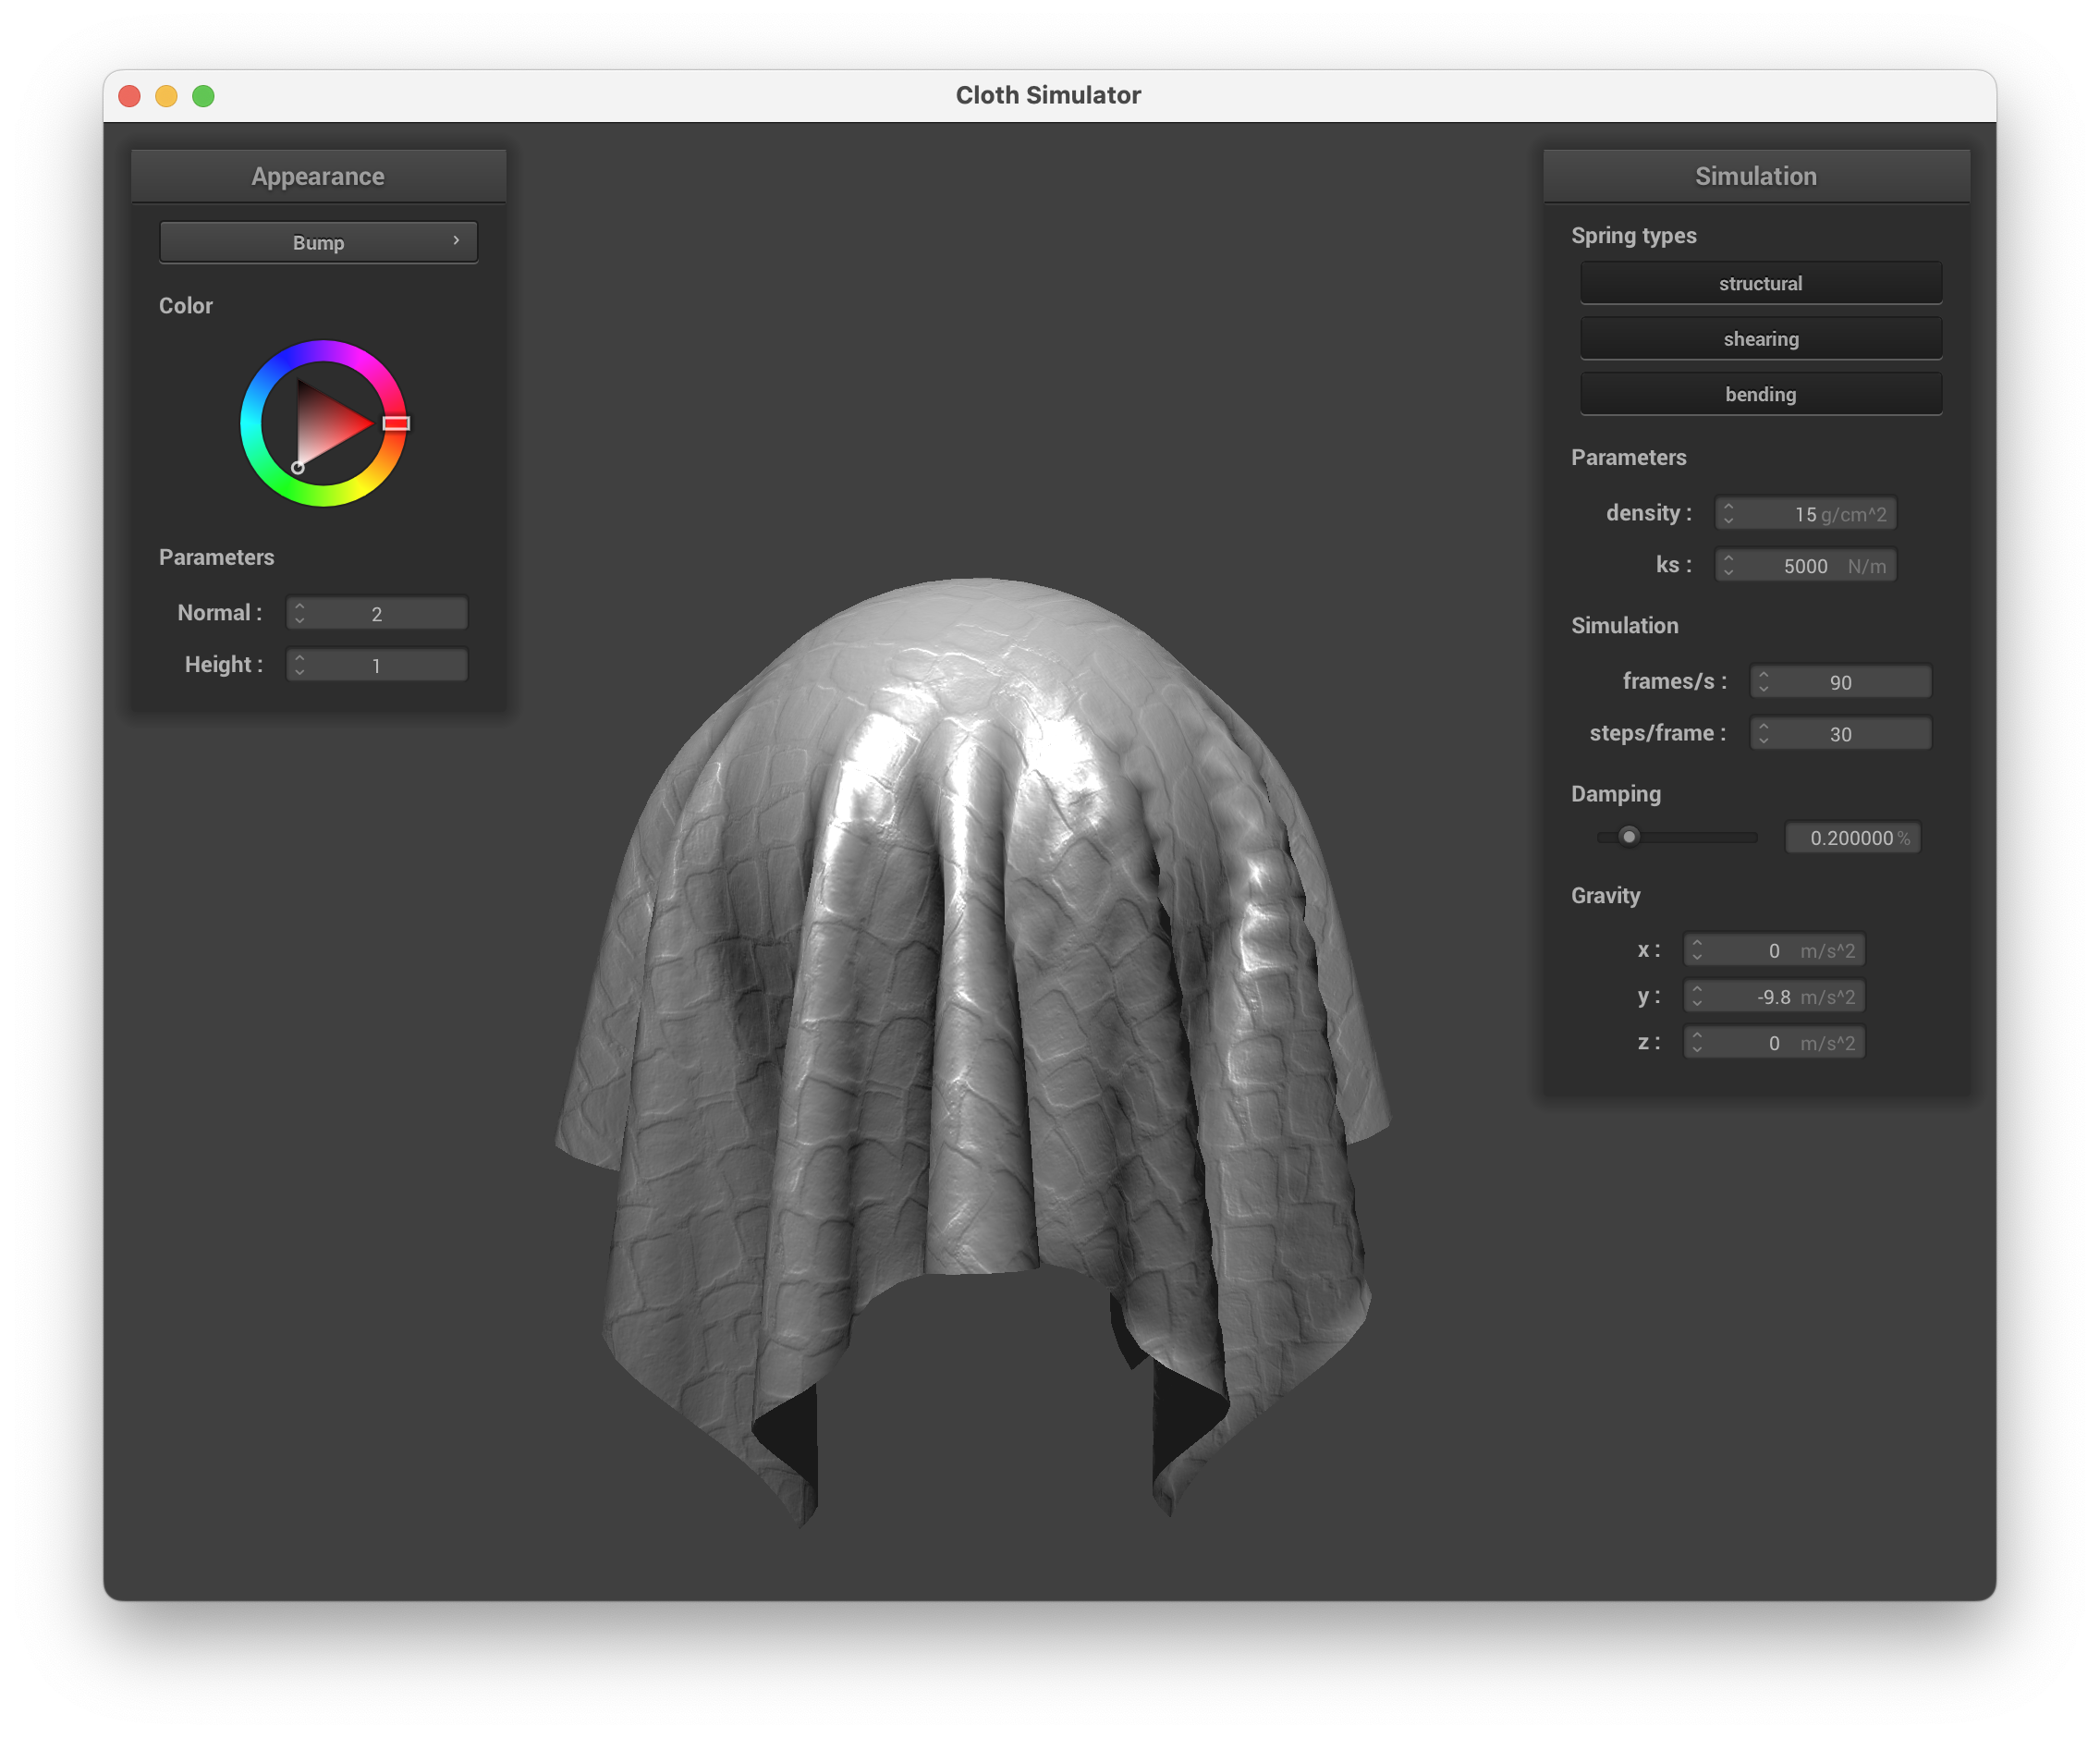 Cloth Simulator
Appearance
Bump
Color
Parameters
Normal : 2
Height : 1
Simulation
Spring types
structural
shearing
bending
Parameters
density : 15 g/cm^2
ks : 5000 N/m
Simulation
frames/s : 90
steps/frame : 30
Damping
0.200000 %
Gravity
x : 0 m/s^2
y : -9.8 m/s^2
z : 0 m/s^2